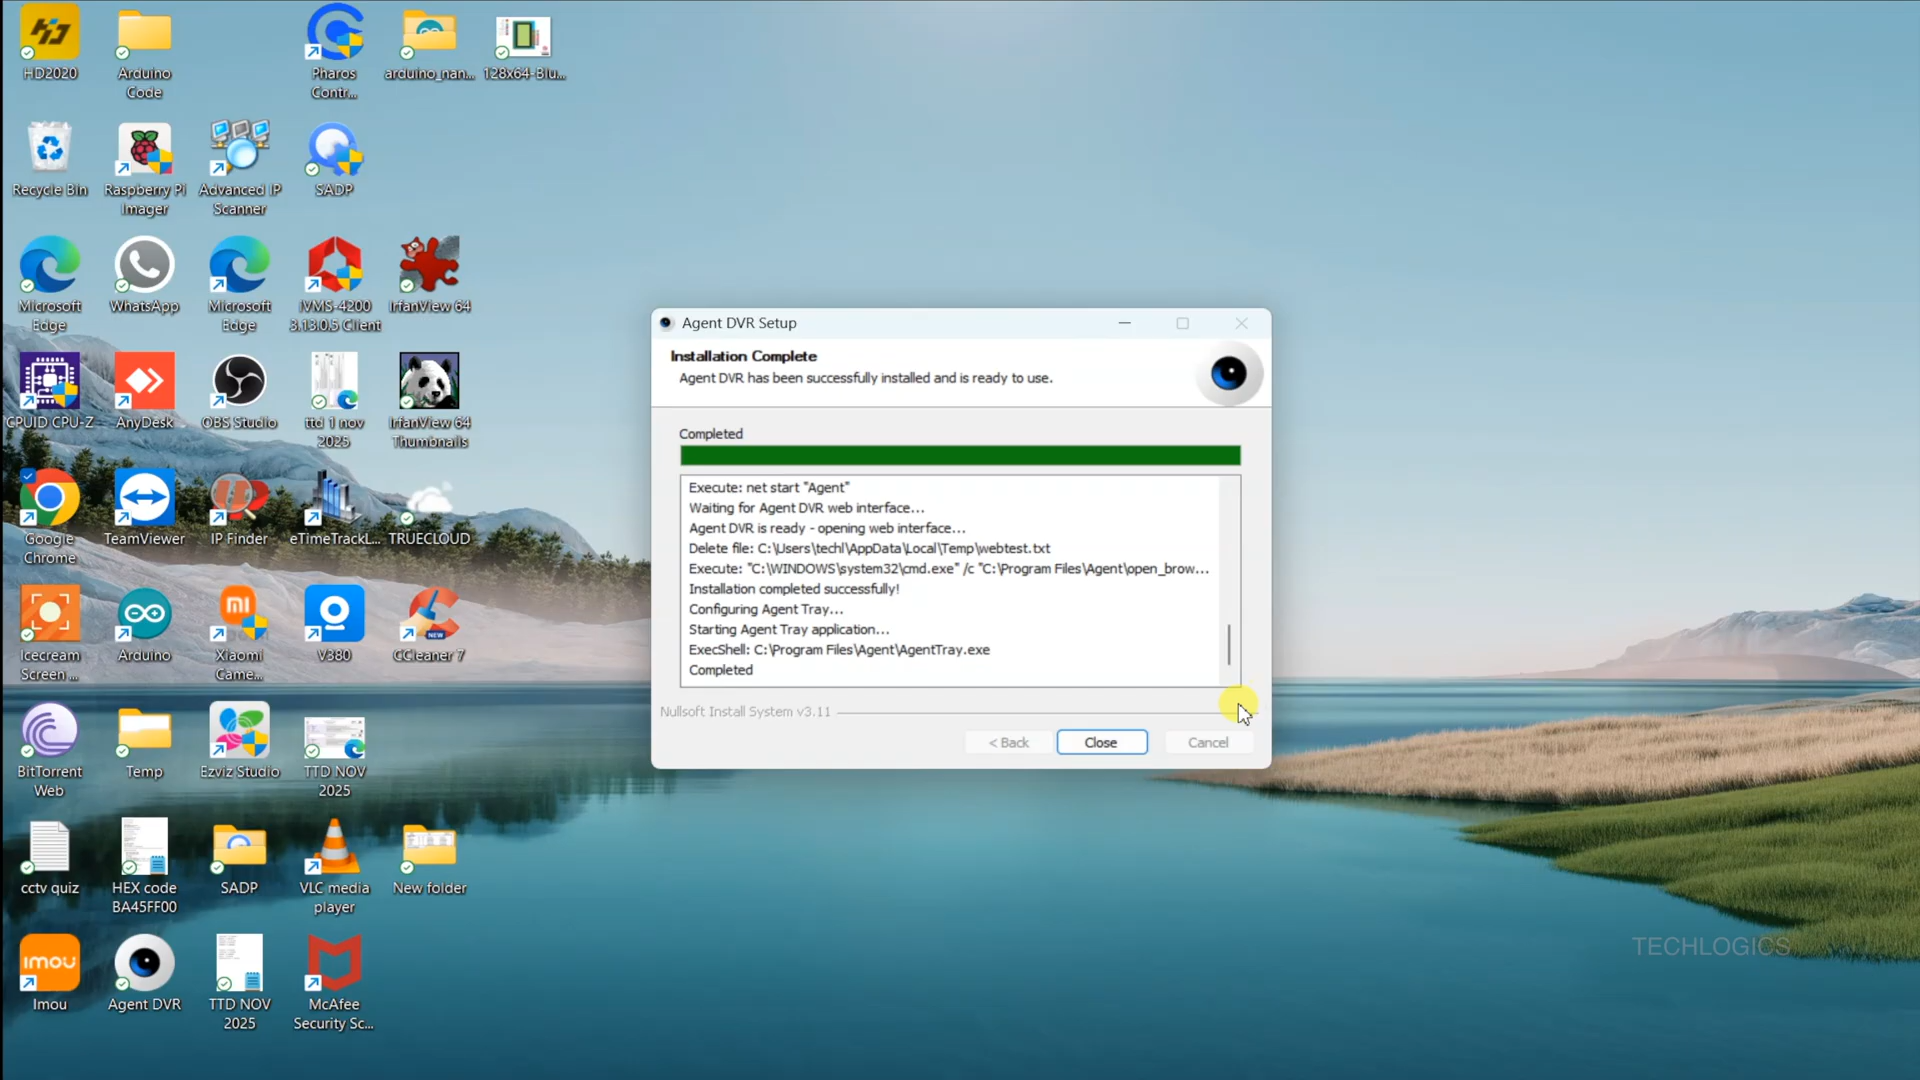 HD2020
Arduino
Code
Pharos
Contr...
arduino_nan...
128x64-Blu...
Recycle Bin
Raspberry Pi
Imager
Advanced IP
Scanner
SADP
Microsoft
Edge
WhatsApp
Microsoft
Edge
iVMS-4200
3.13.0.5 Client
IrfanView 64
CPUID CPU-Z
AnyDesk
OBS Studio
ttd 1 nov
2025
IrfanView 64
Thumbnails
Google
Chrome
TeamViewer
IP Finder
eTimeTrackL...
TRUECLOUD
Icecream
Screen ...
Arduino
mi
Xiaomi
Came...
V380
NEW
CCleaner 7
BitTorrent
Web
Temp
Ezviz Studio
TTD NOV
2025
cctv quiz
HEX code
BA45FF00
SADP
VLC media
player
New folder
imou
Imou
Agent DVR
TTD NOV
2025
McAfee
Security Sc...
Agent DVR Setup
Installation Complete
Agent DVR has been successfully installed and is ready to use.
Completed
Execute: net start "Agent"
Waiting for Agent DVR web interface...
Agent DVR is ready - opening web interface...
Delete file: C:\Users\techl\AppData\Local\Temp\webtest.txt
Execute: "C:\WINDOWS\system32\cmd.exe" /c "C:\Program Files\Agent\open_brow...
Installation completed successfully!
Configuring Agent Tray...
Starting Agent Tray application...
ExecShell: C:\Program Files\Agent\AgentTray.exe
Completed
Nullsoft Install System v3.11
< Back
Close
Cancel
TECHLOGICS